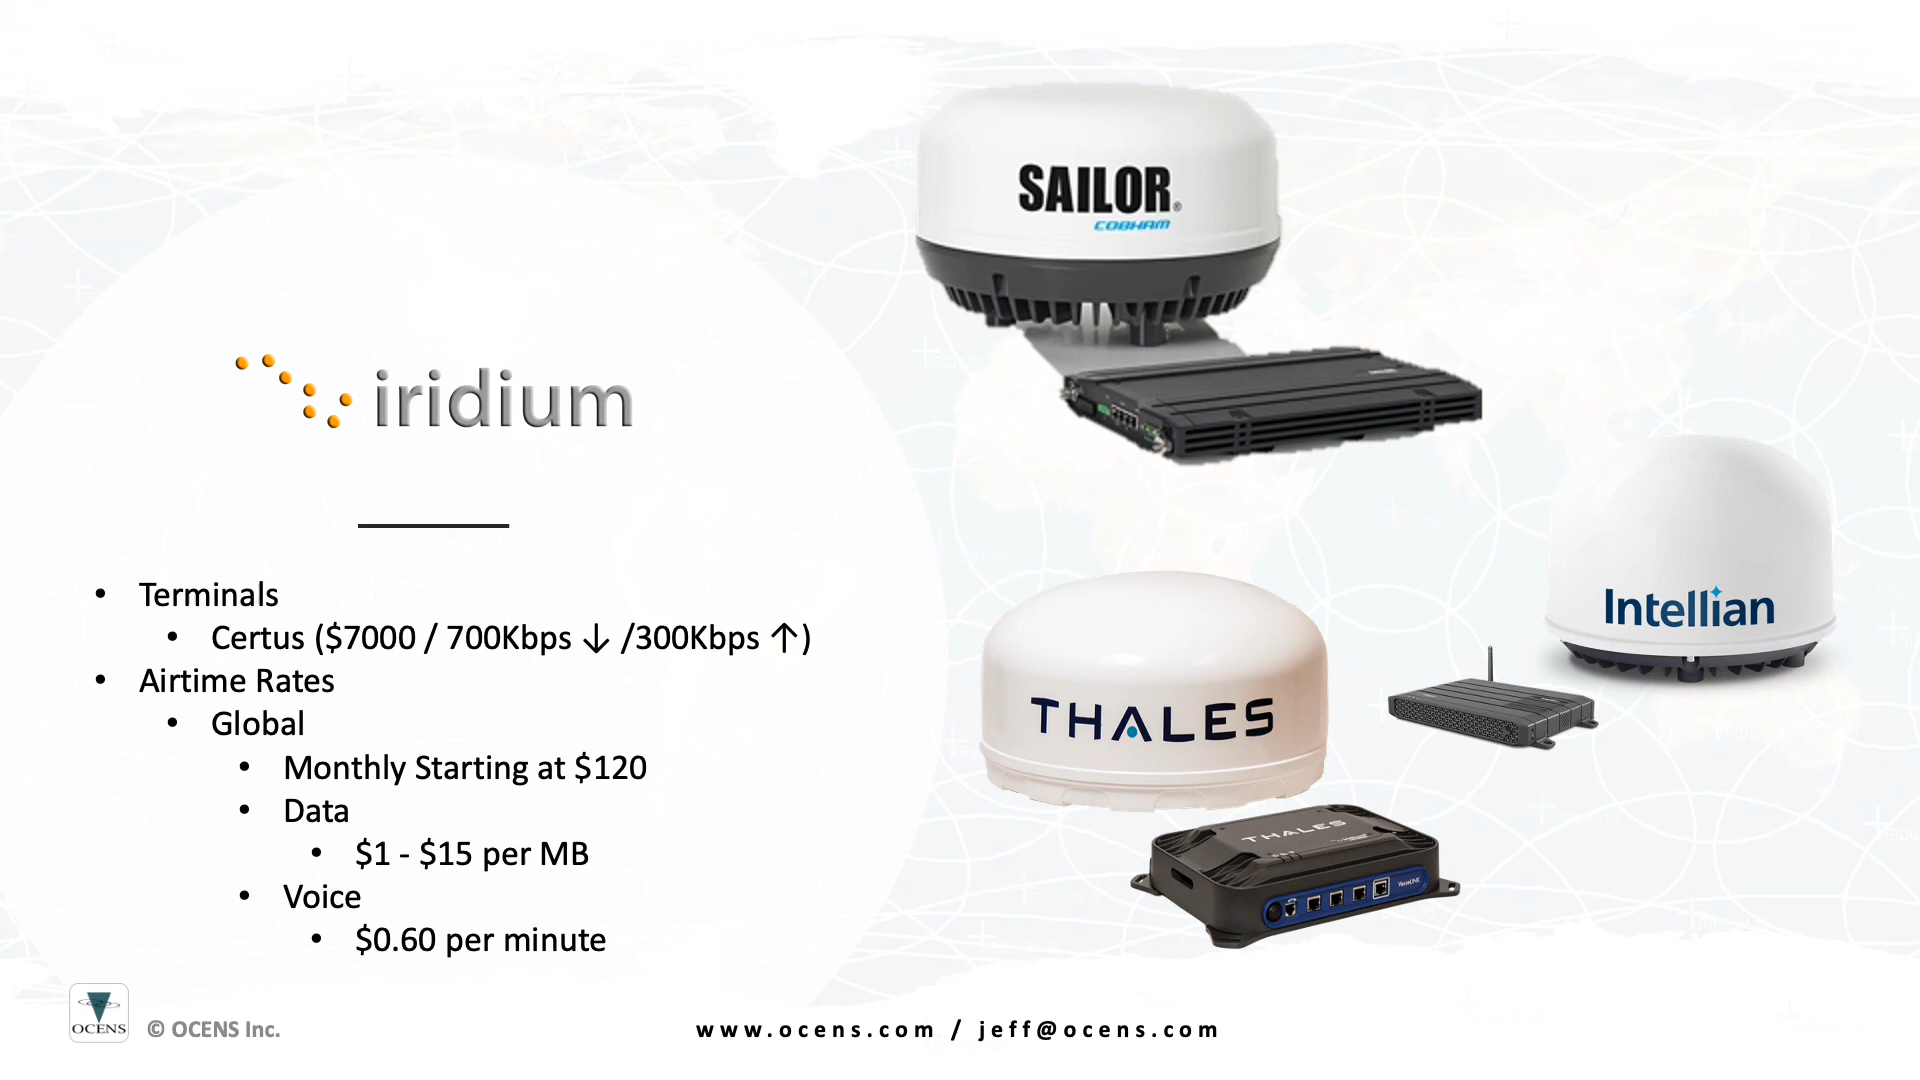 iridium
• Terminals
• Certus ($7000 / 700Kbps ↓ /300Kbps ↑)
• Airtime Rates
• Global
• Monthly Starting at $120
• Data
• $1 - $15 per MB
• Voice
• $0.60 per minute
SAILOR®
COBHAM
Intellian
THALES
THALES
VesseLINK
OCENS
© OCENS Inc.
www.ocens.com / jeff@ocens.com